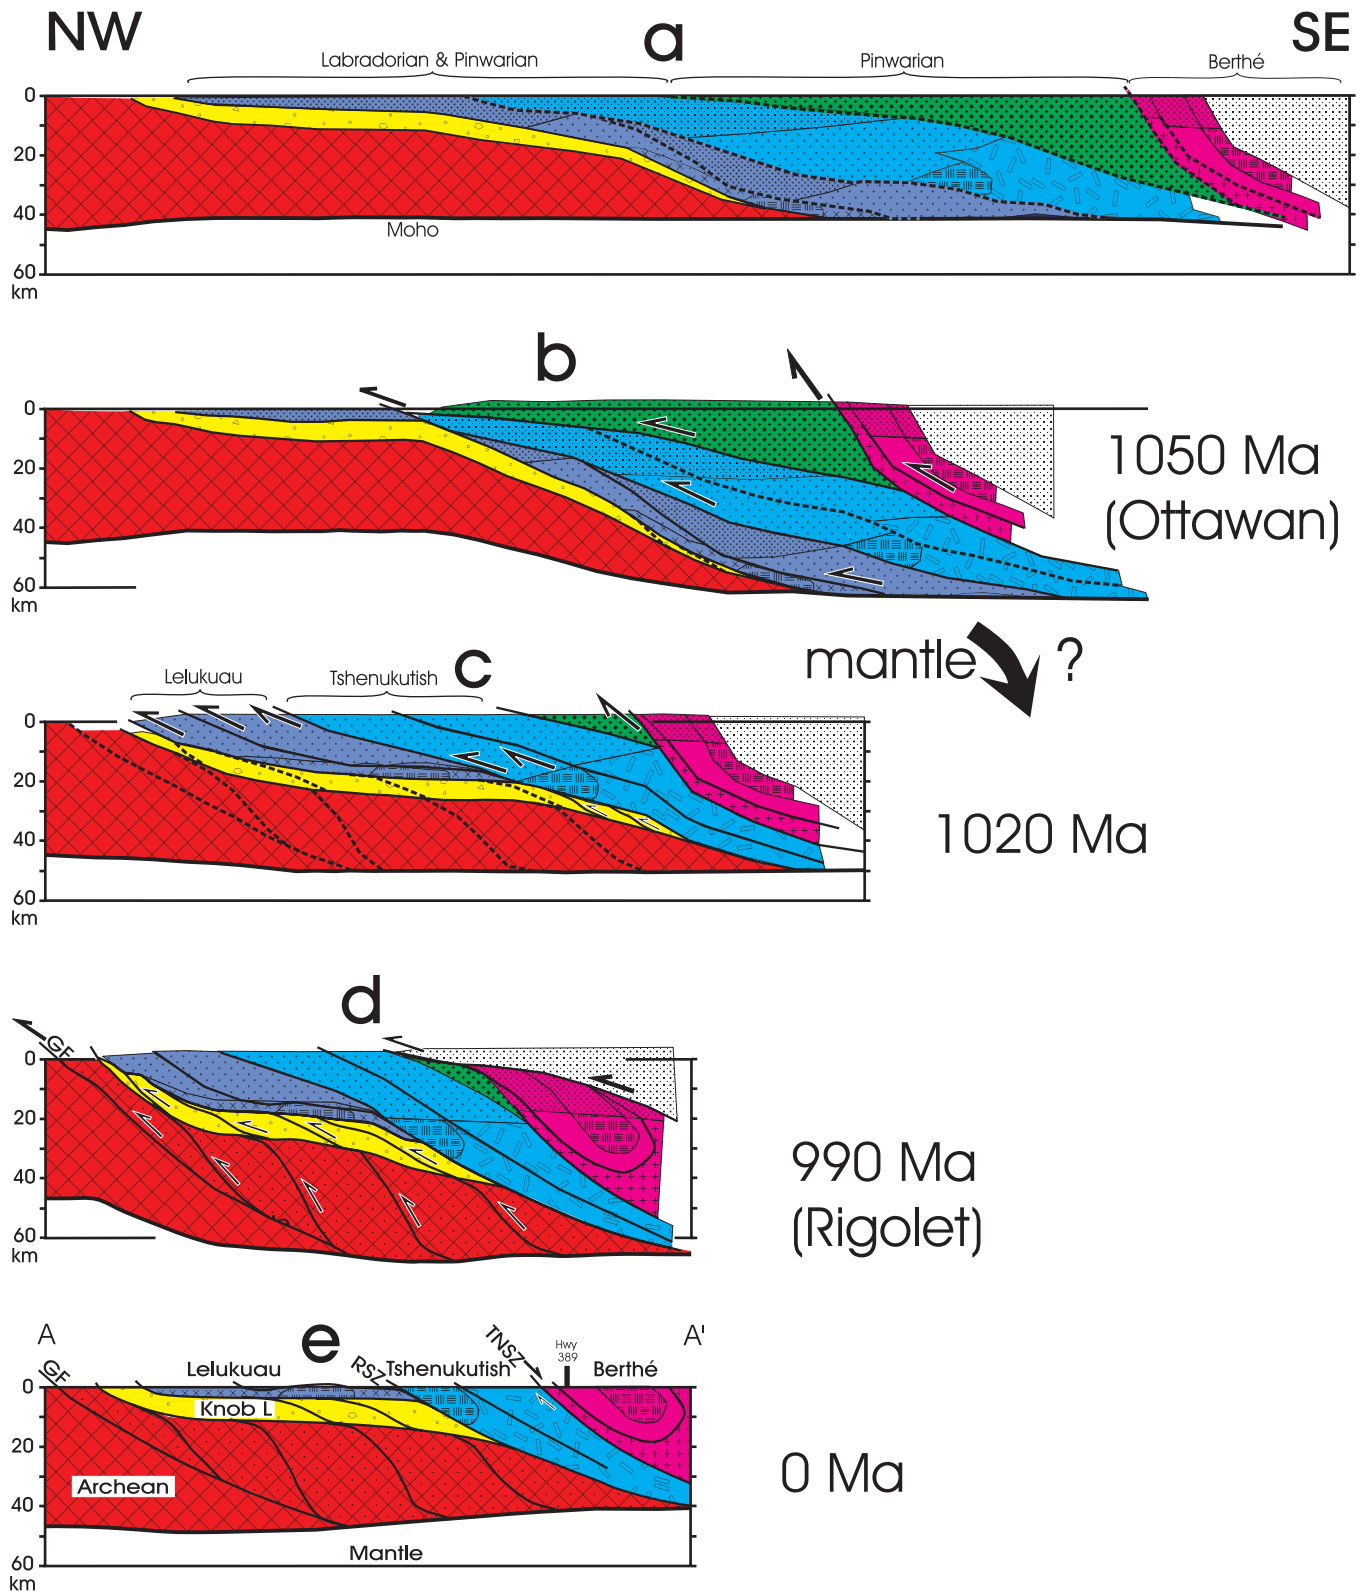 NW
a
SE
Labradorian & Pinwarian
Pinwarian
Berthé
0
20
40
60
km
Moho
b
0
20
40
60
km
1050 Ma
(Ottawan)
mantle ?
c
Lelukuau
Tshenukutish
0
20
40
60
km
1020 Ma
d
GF
0
20
40
60
km
990 Ma
(Rigolet)
A
e
A'
GF
Lelukuau
RSZ
Tshenukutish
TNSZ
Hwy
389
Berthé
0
20
40
60
km
Knob L
Archean
Mantle
0 Ma